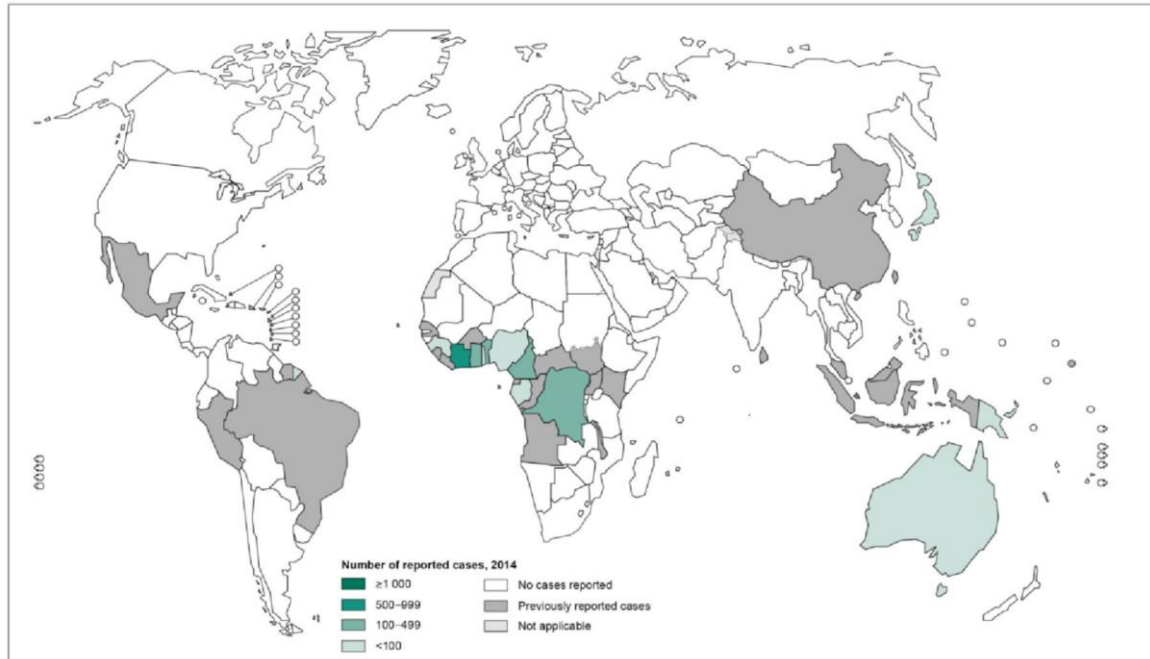 Number of reported cases, 2014
≥1 000
500–999
100–499
<100
No cases reported
Previously reported cases
Not applicable